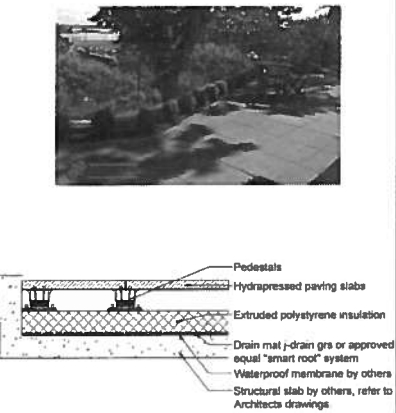 Pedestals
Hydrapressed paving slabs
Extruded polystyrene insulation
Drain mat j-drain grs or approved
equal "smart root" system
Waterproof membrane by others
Structural slab by others, refer to
Architects drawings